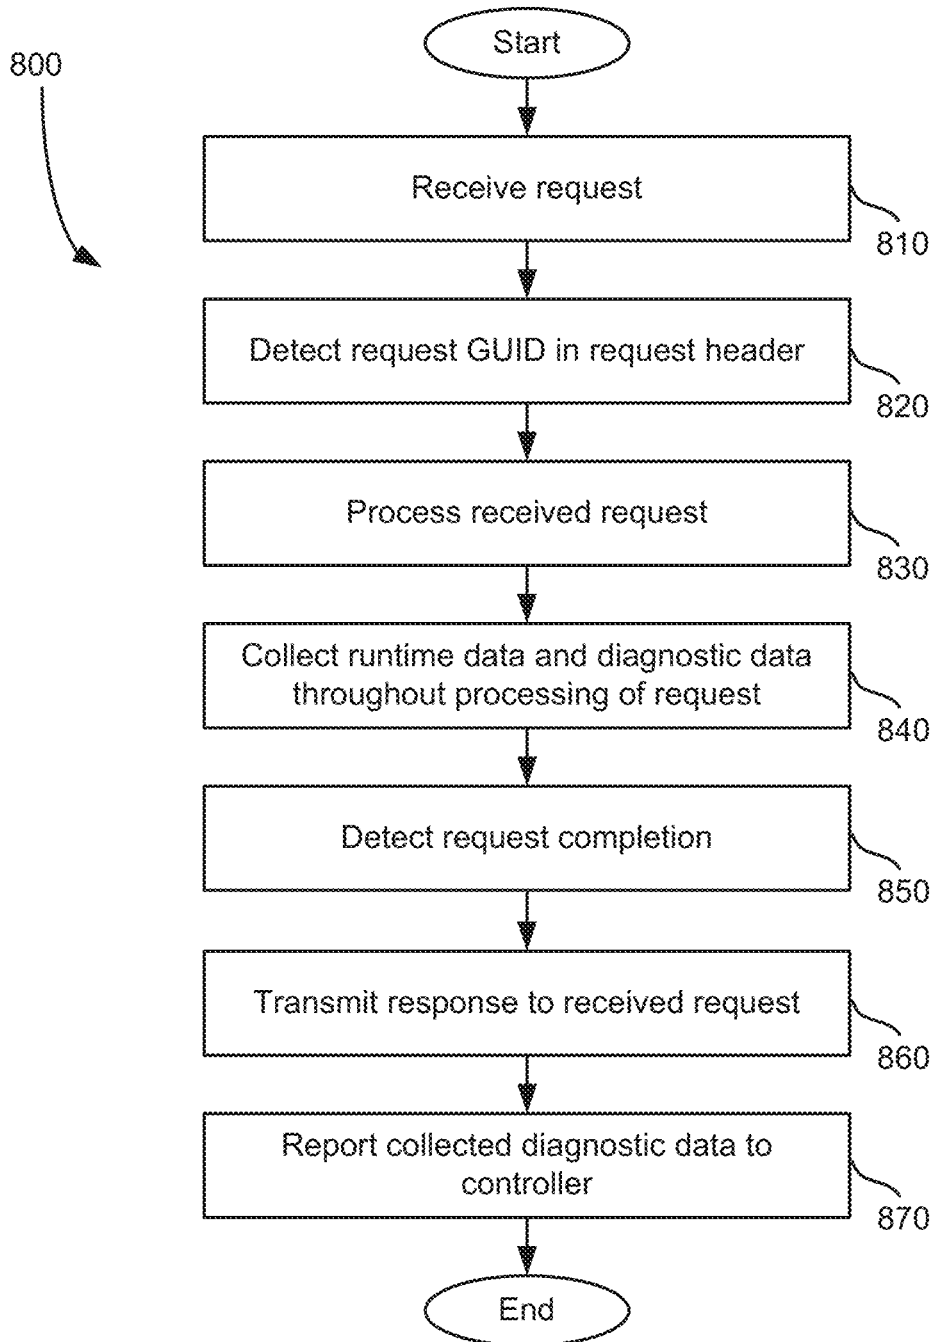 Start
800
Receive request
810
Detect request GUID in request header
820
Process received request
830
Collect runtime data and diagnostic data
throughout processing of request
840
Detect request completion
850
Transmit response to received request
860
Report collected diagnostic data to
controller
870
End